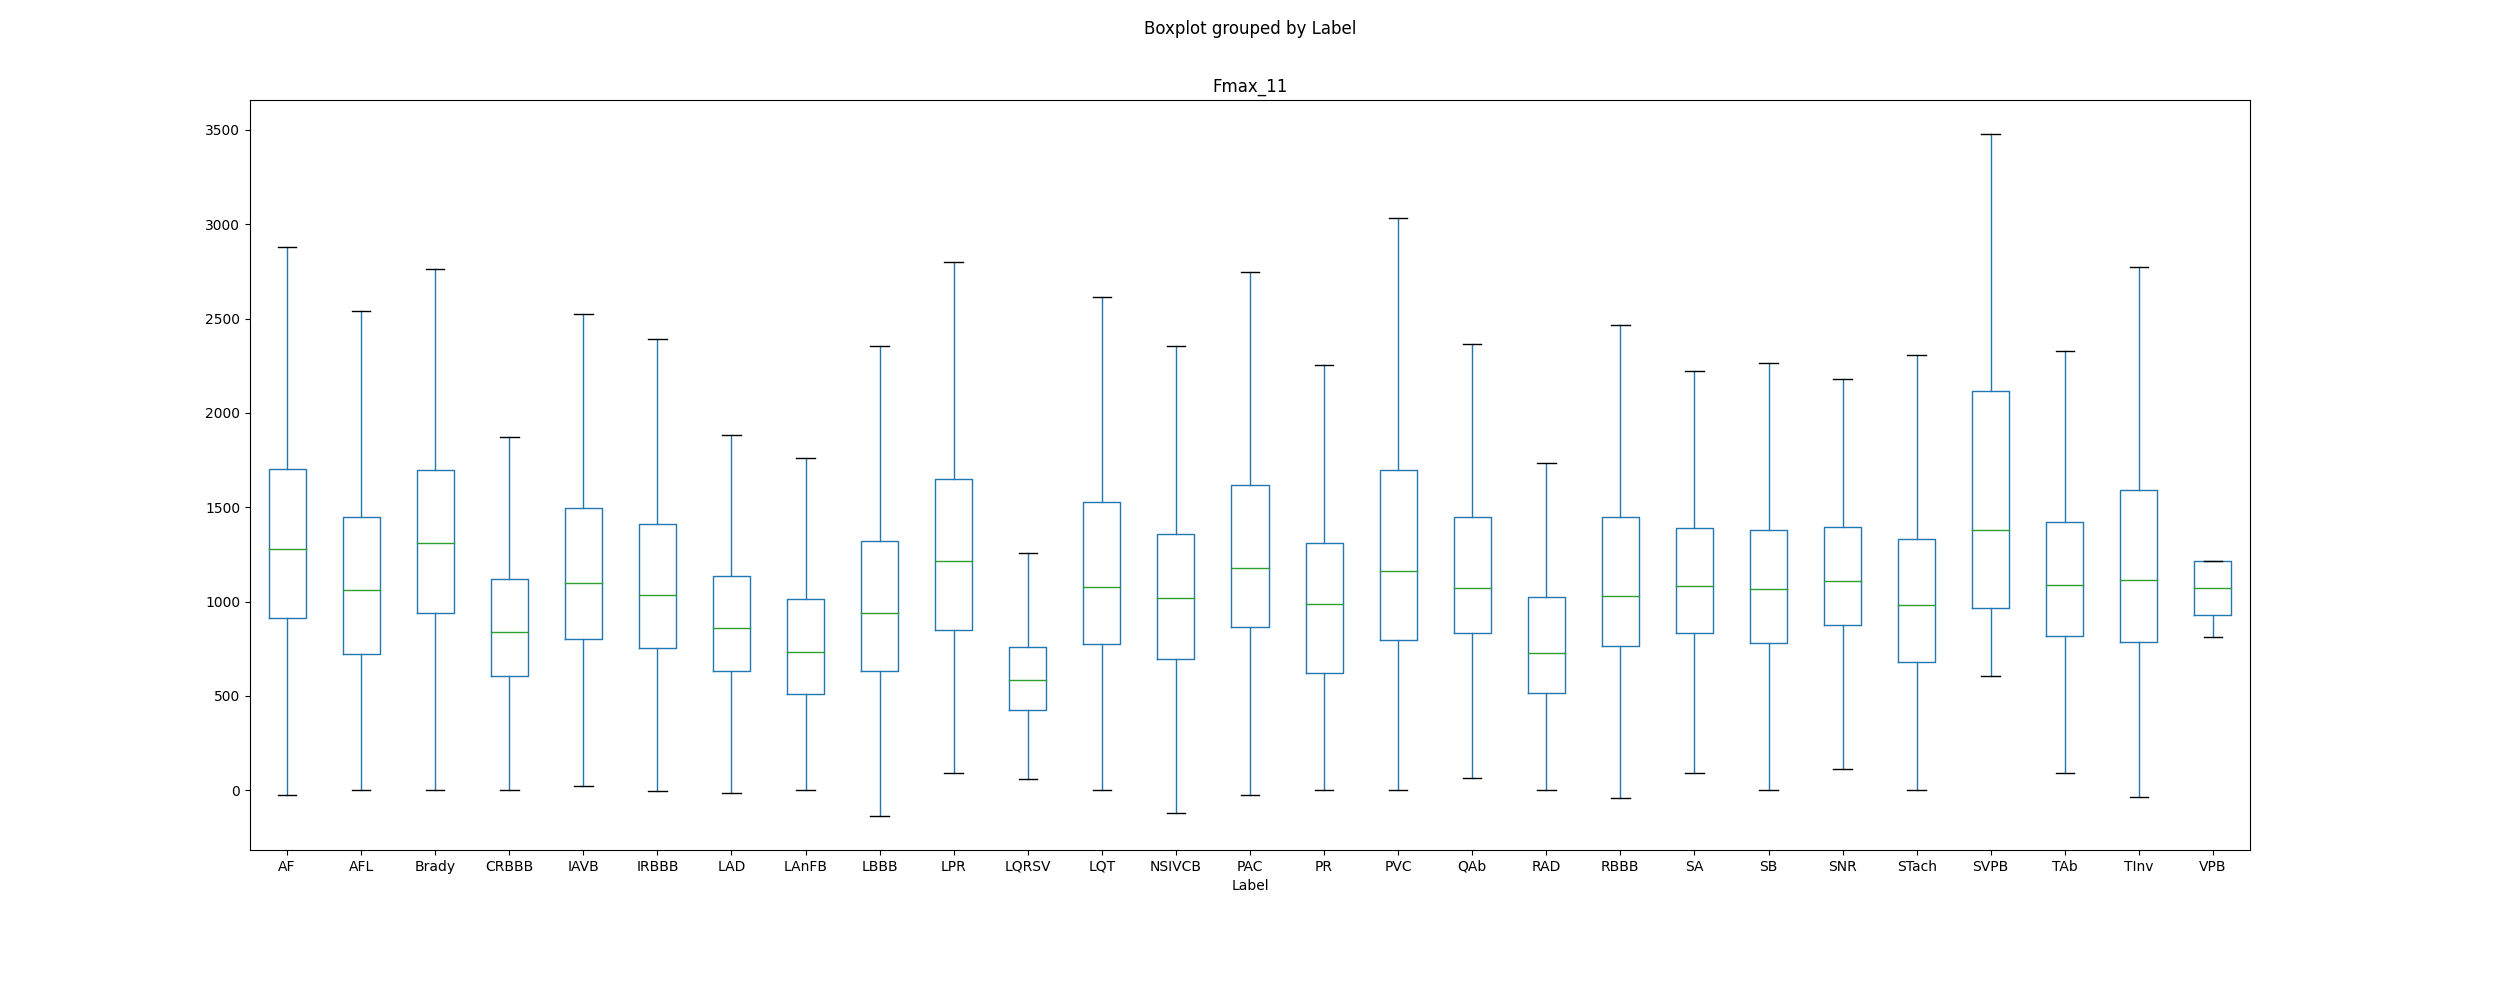 Boxplot grouped by Label
Fmax_11
3500
3000
2500
2000
1500
1000
500
0
AF AFL Brady CRBBB IAVB IRBBB LAD LAnFB LBBB LPR LQRSV LQT NSIVCB PAC PR PVC QAb RAD RBBB SA SB SNR STach SVPB TAb TInv VPB
Label